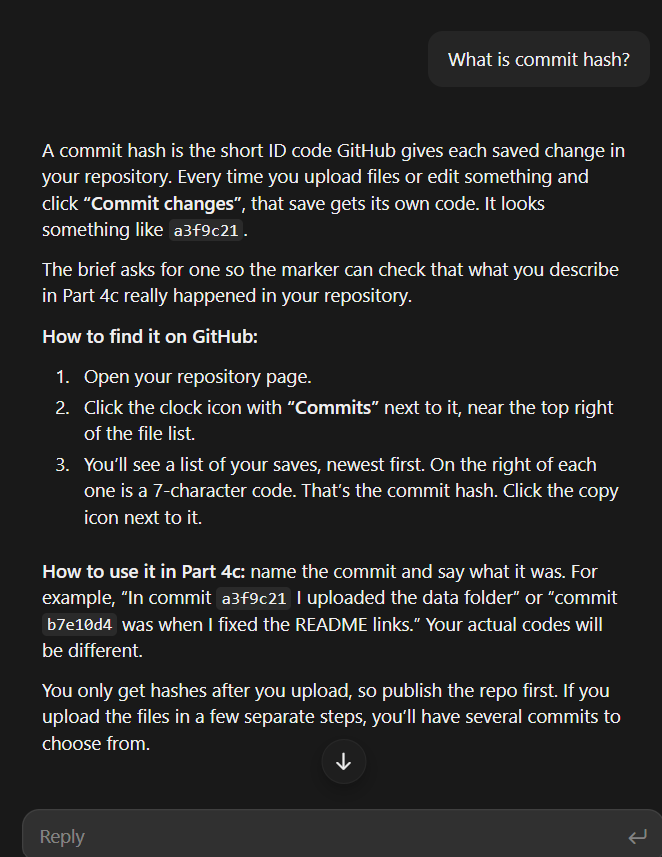 What is commit hash?
A commit hash is the short ID code GitHub gives each saved change in
your repository. Every time you upload files or edit something and
click “Commit changes”, that save gets its own code. It looks
something like a3f9c21.
The brief asks for one so the marker can check that what you describe
in Part 4c really happened in your repository.
How to find it on GitHub:
1. Open your repository page.
2. Click the clock icon with “Commits” next to it, near the top right
of the file list.
3. You’ll see a list of your saves, newest first. On the right of each
one is a 7-character code. That’s the commit hash. Click the copy
icon next to it.
How to use it in Part 4c: name the commit and say what it was. For
example, “In commit a3f9c21 I uploaded the data folder” or “commit
b7e10d4 was when I fixed the README links.” Your actual codes will
be different.
You only get hashes after you upload, so publish the repo first. If you
upload the files in a few separate steps, you’ll have several commits to
choose from.
Reply